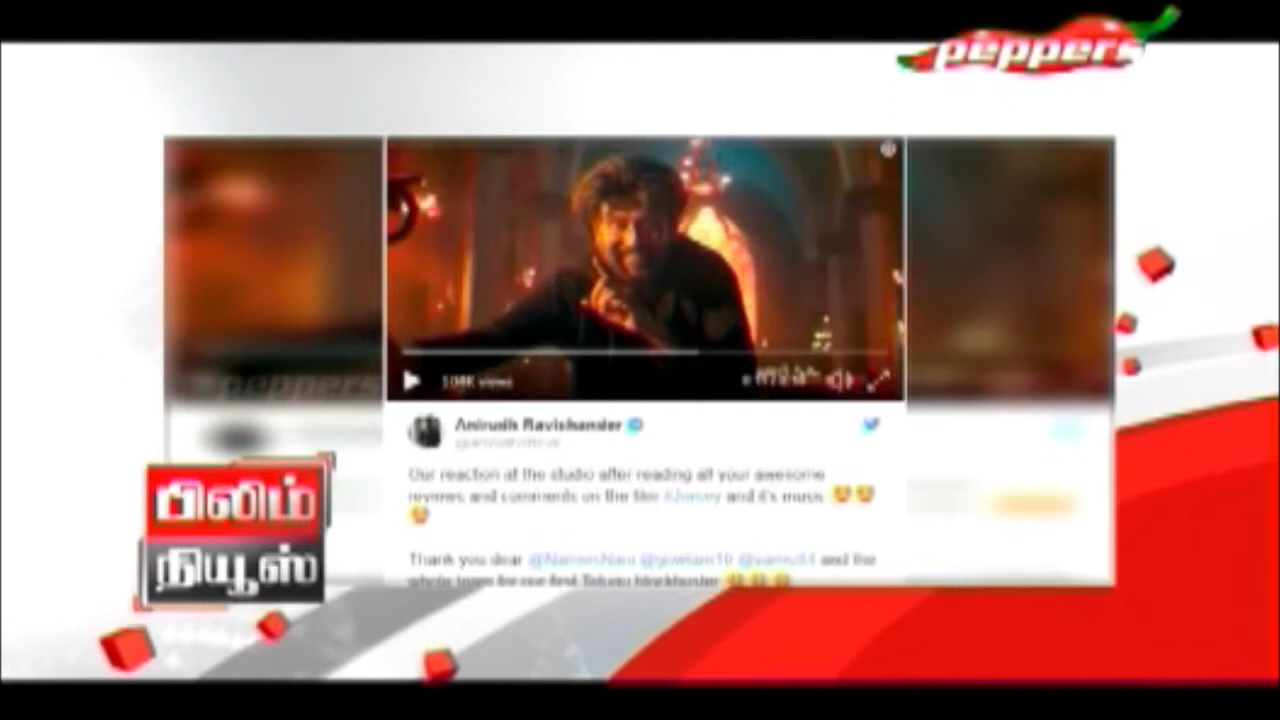 peppers
108K views
Anirudh Ravichander
Our reaction at the studio after reading all your awesome
reviews and comments on the film #Jersey and it's music
Thank you dear @NameisNani @gowtam19 and the
whole team for our first Telugu blockbuster
பிலிம்
நியூஸ்